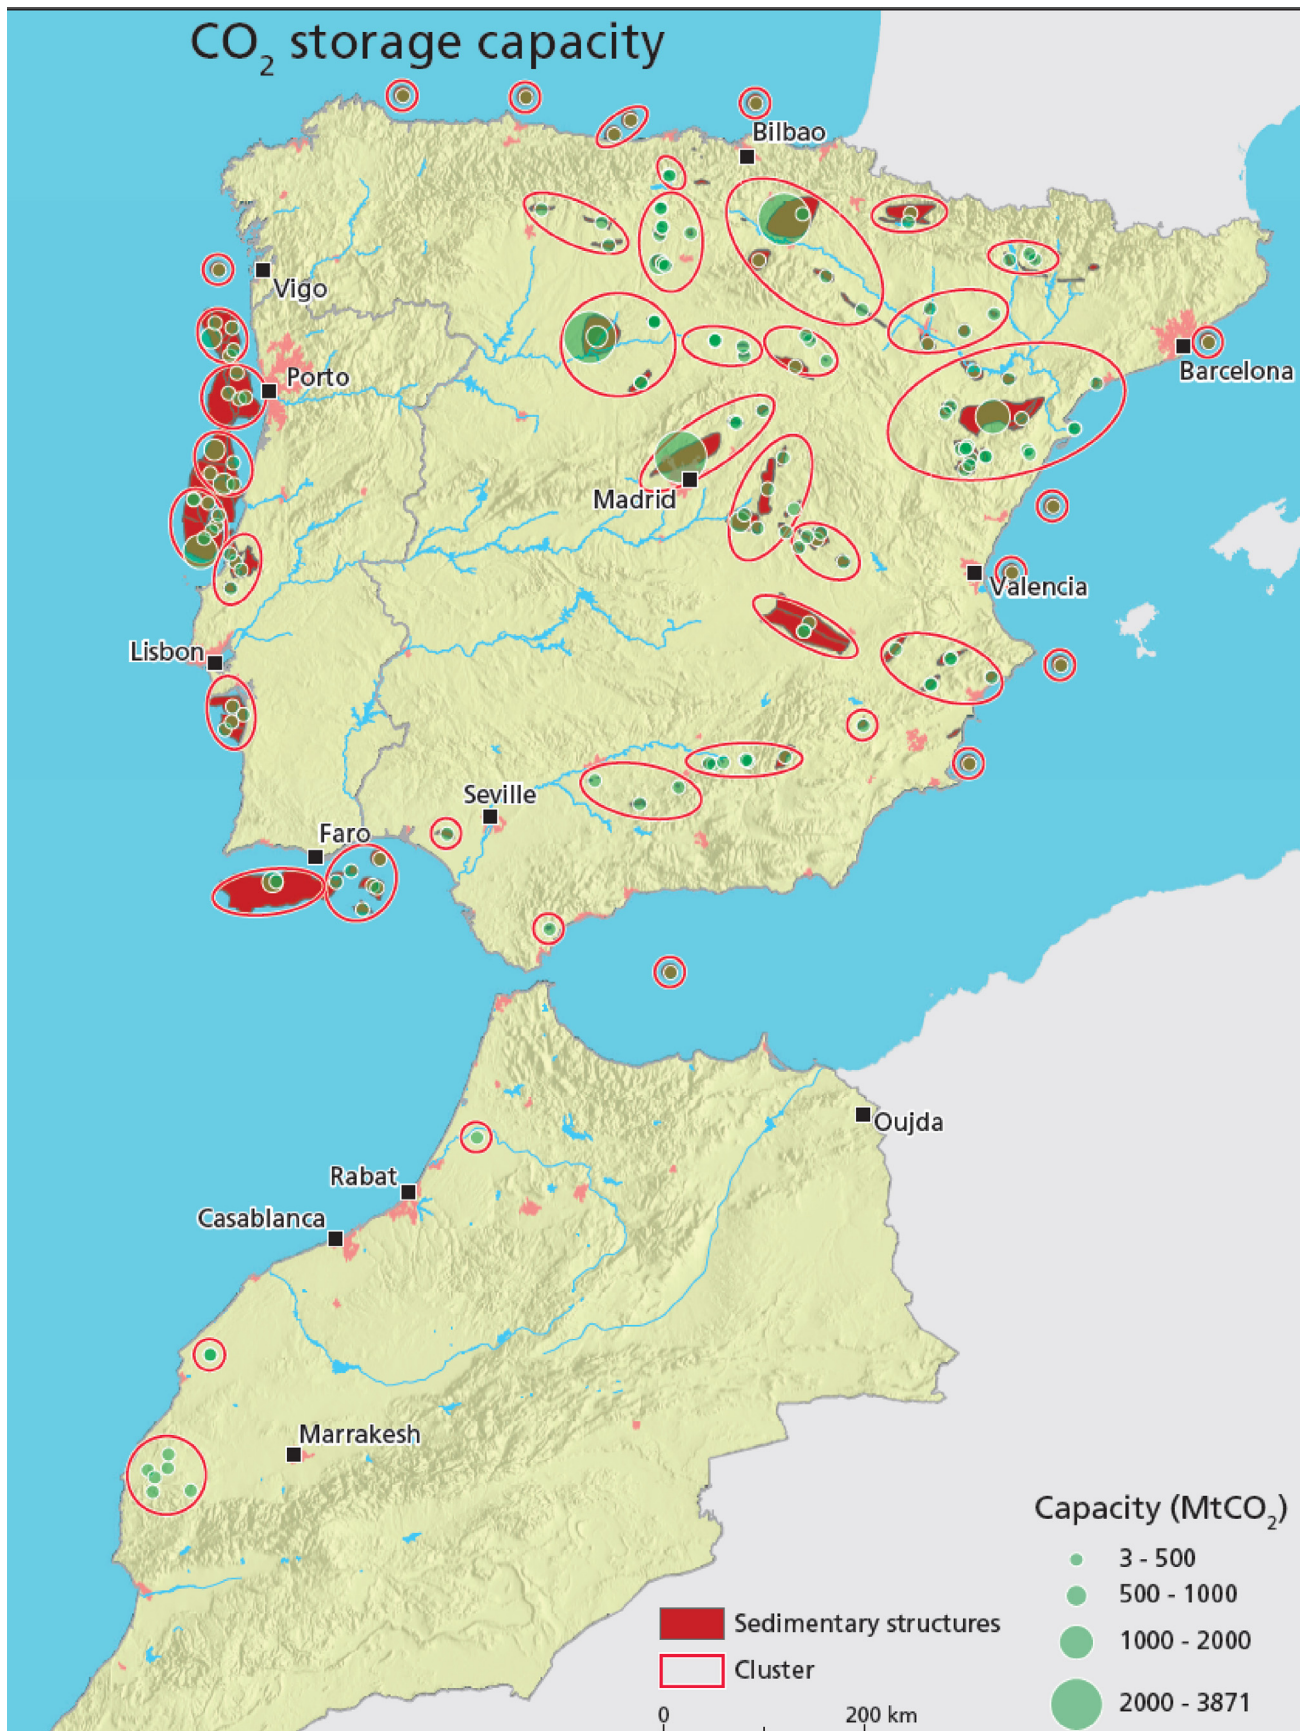 CO₂ storage capacity
Bilbao
Vigo
Porto
Barcelona
Madrid
Valencia
Lisbon
Seville
Faro
Oujda
Rabat
Casablanca
Marrakesh
Capacity (MtCO₂)
3 - 500
500 - 1000
1000 - 2000
2000 - 3871
Sedimentary structures
Cluster
0 200 km